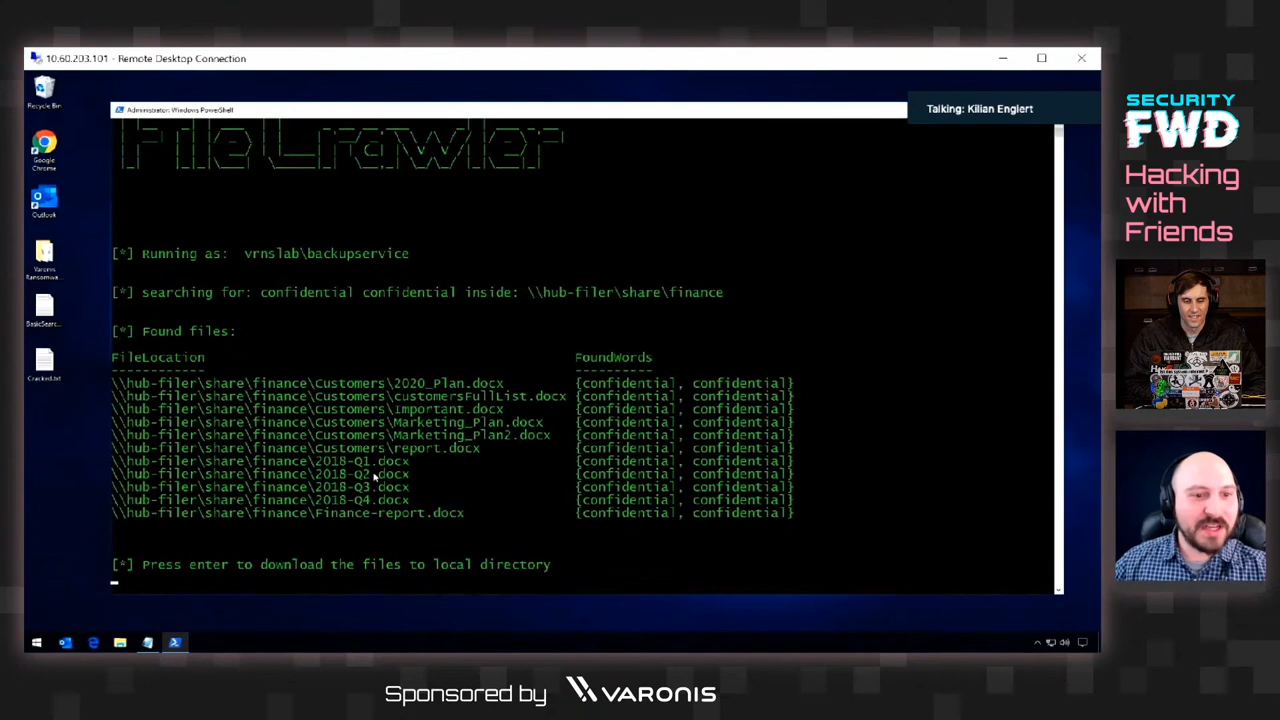 10.60.203.101 - Remote Desktop Connection
Recycle Bin
Google
Chrome
Outlook
Varonis
Ransomwa...
BasicSearc...
Cracked.txt
Administrator: Windows PowerShell
Talking: Kilian Englert
FileCrawler
[*] Running as:  vrnslab\backupservice
[*] searching for: confidential confidential inside: \\hub-filer\share\finance
[*] Found files:
FileLocation FoundWords
------------ ----------
\\hub-filer\share\finance\Customers\2020_Plan.docx {confidential, confidential}
\\hub-filer\share\finance\Customers\customersFullList.docx {confidential, confidential}
\\hub-filer\share\finance\Customers\Important.docx {confidential, confidential}
\\hub-filer\share\finance\Customers\Marketing_Plan.docx {confidential, confidential}
\\hub-filer\share\finance\Customers\Marketing_Plan2.docx {confidential, confidential}
\\hub-filer\share\finance\Customers\report.docx {confidential, confidential}
\\hub-filer\share\finance\2018-Q1.docx {confidential, confidential}
\\hub-filer\share\finance\2018-Q2.docx {confidential, confidential}
\\hub-filer\share\finance\2018-Q3.docx {confidential, confidential}
\\hub-filer\share\finance\2018-Q4.docx {confidential, confidential}
\\hub-filer\share\finance\Finance-report.docx {confidential, confidential}
[*] Press enter to download the files to local directory
SECURITY
FWD
Hacking
with
Friends
Sponsored by VARONIS